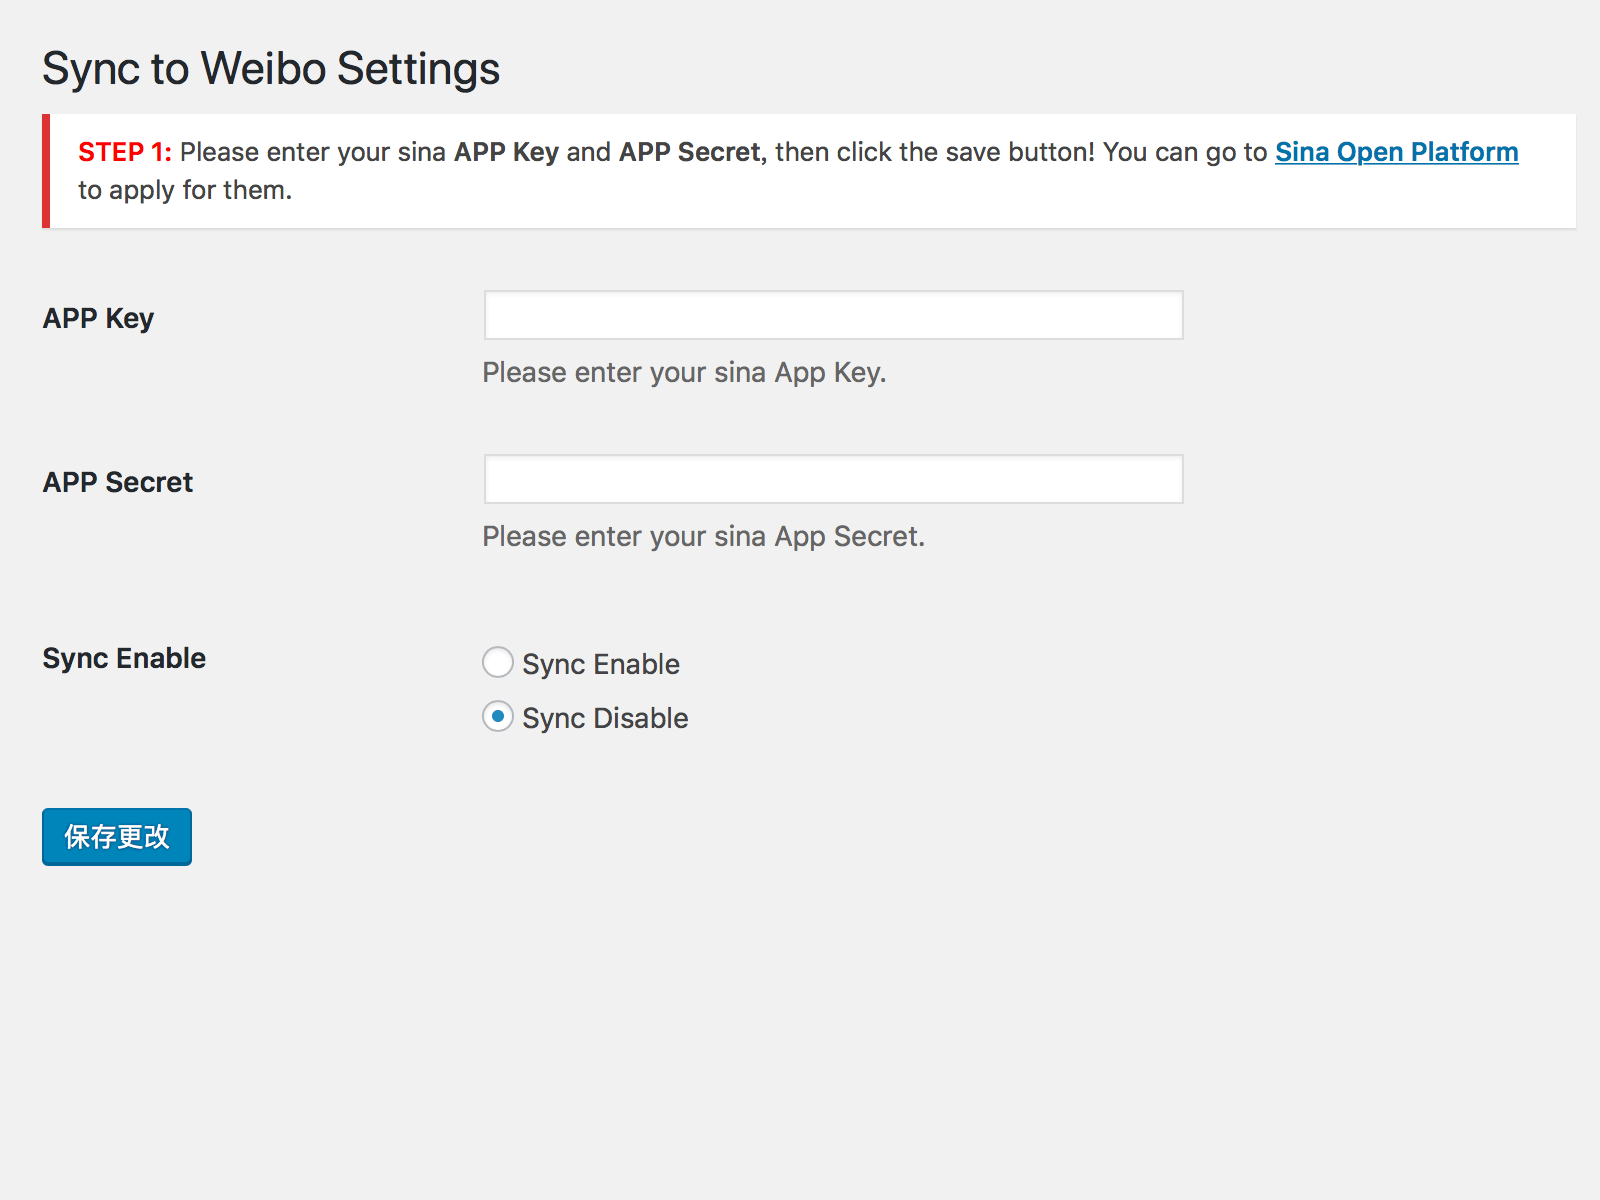 Sync to Weibo Settings
STEP 1: Please enter your sina APP Key and APP Secret, then click the save button! You can go to Sina Open Platform
to apply for them.
APP Key
Please enter your sina App Key.
APP Secret
Please enter your sina App Secret.
Sync Enable
Sync Enable
Sync Disable
保存更改